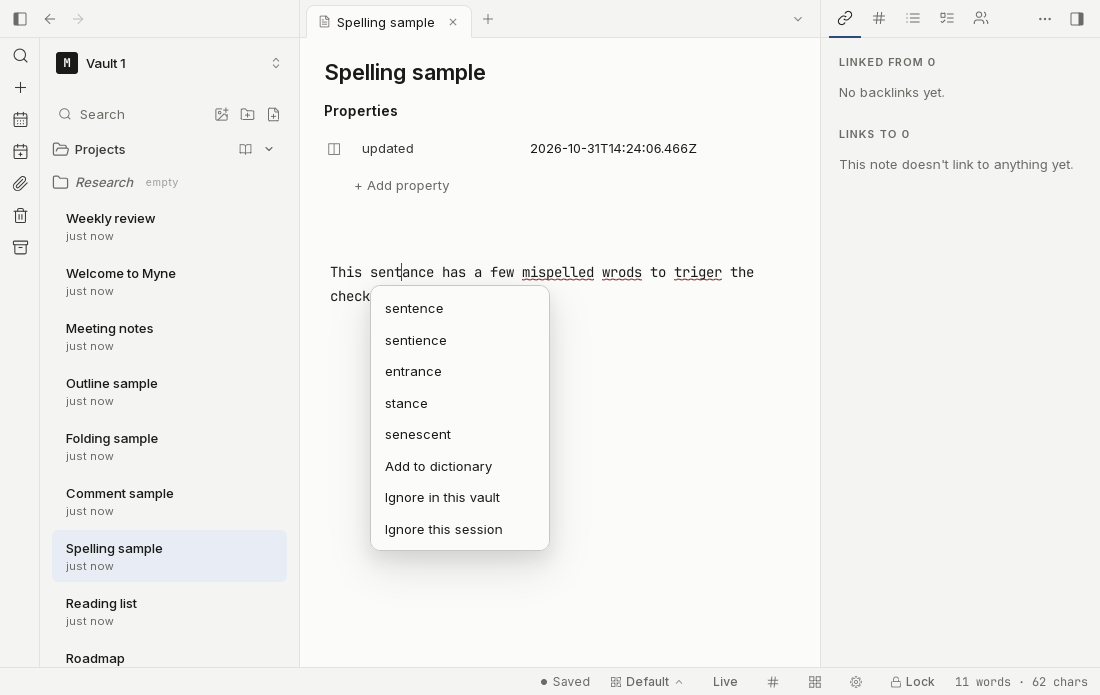 Spelling sample
M
Vault 1
Search
Projects
Research empty
Weekly review
just now
Welcome to Myne
just now
Meeting notes
just now
Outline sample
just now
Folding sample
just now
Comment sample
just now
Spelling sample
just now
Reading list
just now
Roadmap
Spelling sample
Properties
updated 2026-10-31T14:24:06.466Z
+ Add property
This sentance has a few mispelled wrods to triger the
check
sentence
sentience
entrance
stance
senescent
Add to dictionary
Ignore in this vault
Ignore this session
LINKED FROM 0
No backlinks yet.
LINKS TO 0
This note doesn't link to anything yet.
Saved Default Live Lock 11 words · 62 chars